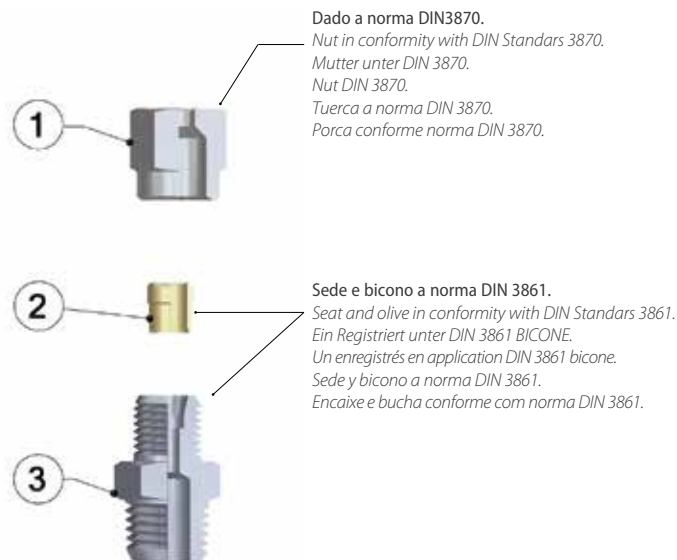 Dado a norma DIN3870.
Nut in conformity with DIN Standars 3870.
Mutter unter DIN 3870.
Nut DIN 3870.
Tuerca a norma DIN 3870.
Porca conforme norma DIN 3870.
1
2
Sede e bicono a norma DIN 3861.
Seat and olive in conformity with DIN Standars 3861.
Ein Registriert unter DIN 3861 BICONE.
Un enregistrés en application DIN 3861 bicone.
Sede y bicono a norma DIN 3861.
Encaixe e bucha conforme com norma DIN 3861.
3